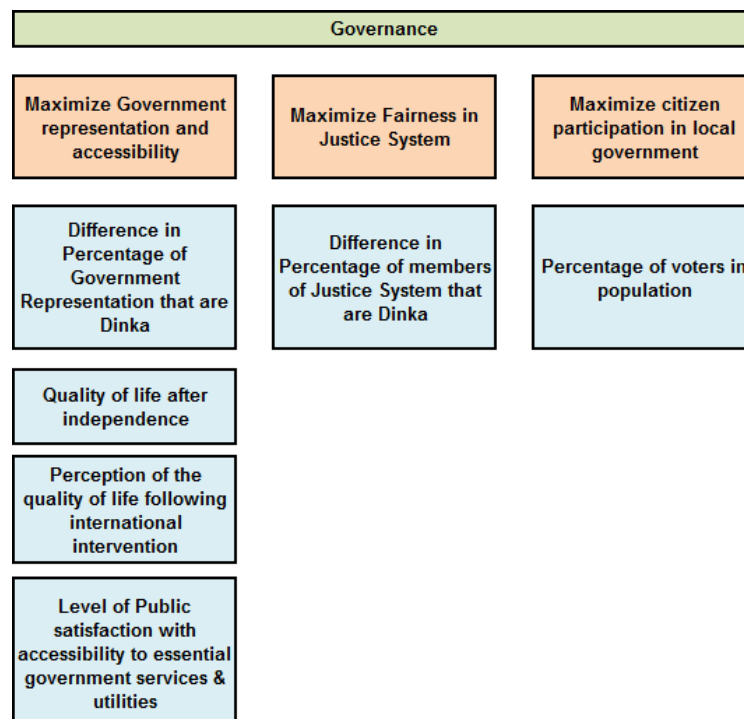 Governance
Maximize Government
representation and
accessibility
Maximize Fairness in
Justice System
Maximize citizen
participation in local
government
Difference in
Percentage of
Government
Representation that are
Dinka
Difference in
Percentage of members
of Justice System that
are Dinka
Percentage of voters in
population
Quality of life after
independence
Perception of the
quality of life following
international
intervention
Level of Public
satisfaction with
accessibility to essential
government services &
utilities